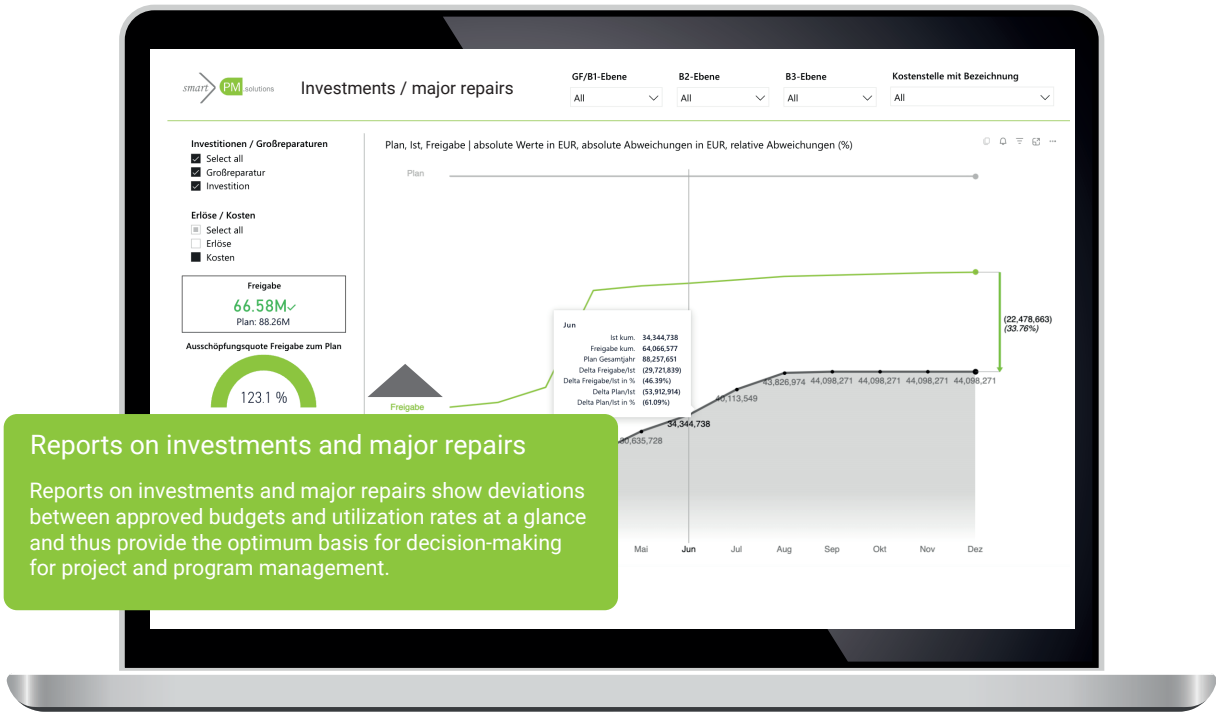 smart PM.solutions
Investments / major repairs
GF/B1-Ebene
B2-Ebene
B3-Ebene
Kostenstelle mit Bezeichnung
All
All
All
All
Investitionen / Großreparaturen
Select all
Großreparatur
Investition
Erlöse / Kosten
Select all
Erlöse
Kosten
Freigabe
66.58M
Plan: 88.26M
Ausschöpfungsquote Freigabe zum Plan
123.1 %
Plan, Ist, Freigabe | absolute Werte in EUR, absolute Abweichungen in EUR, relative Abweichungen (%)
Plan
Freigabe
Jun
Ist kum. 34,344,738
Freigabe kum. 64,066,577
Plan Gesamtjahr 88,257,651
Delta Freigabe/Ist (29,721,839)
Delta Freigabe/Ist in % (46.39%)
Delta Plan/Ist (53,912,914)
Delta Plan/Ist in % (61.09%)
(22,478,663)
(33.76%)
30,635,728
34,344,738
40,113,549
43,826,974
44,098,271
44,098,271
44,098,271
44,098,271
Mai Jun Jul Aug Sep Okt Nov Dez
Reports on investments and major repairs
Reports on investments and major repairs show deviations
between approved budgets and utilization rates at a glance
and thus provide the optimum basis for decision-making
for project and program management.